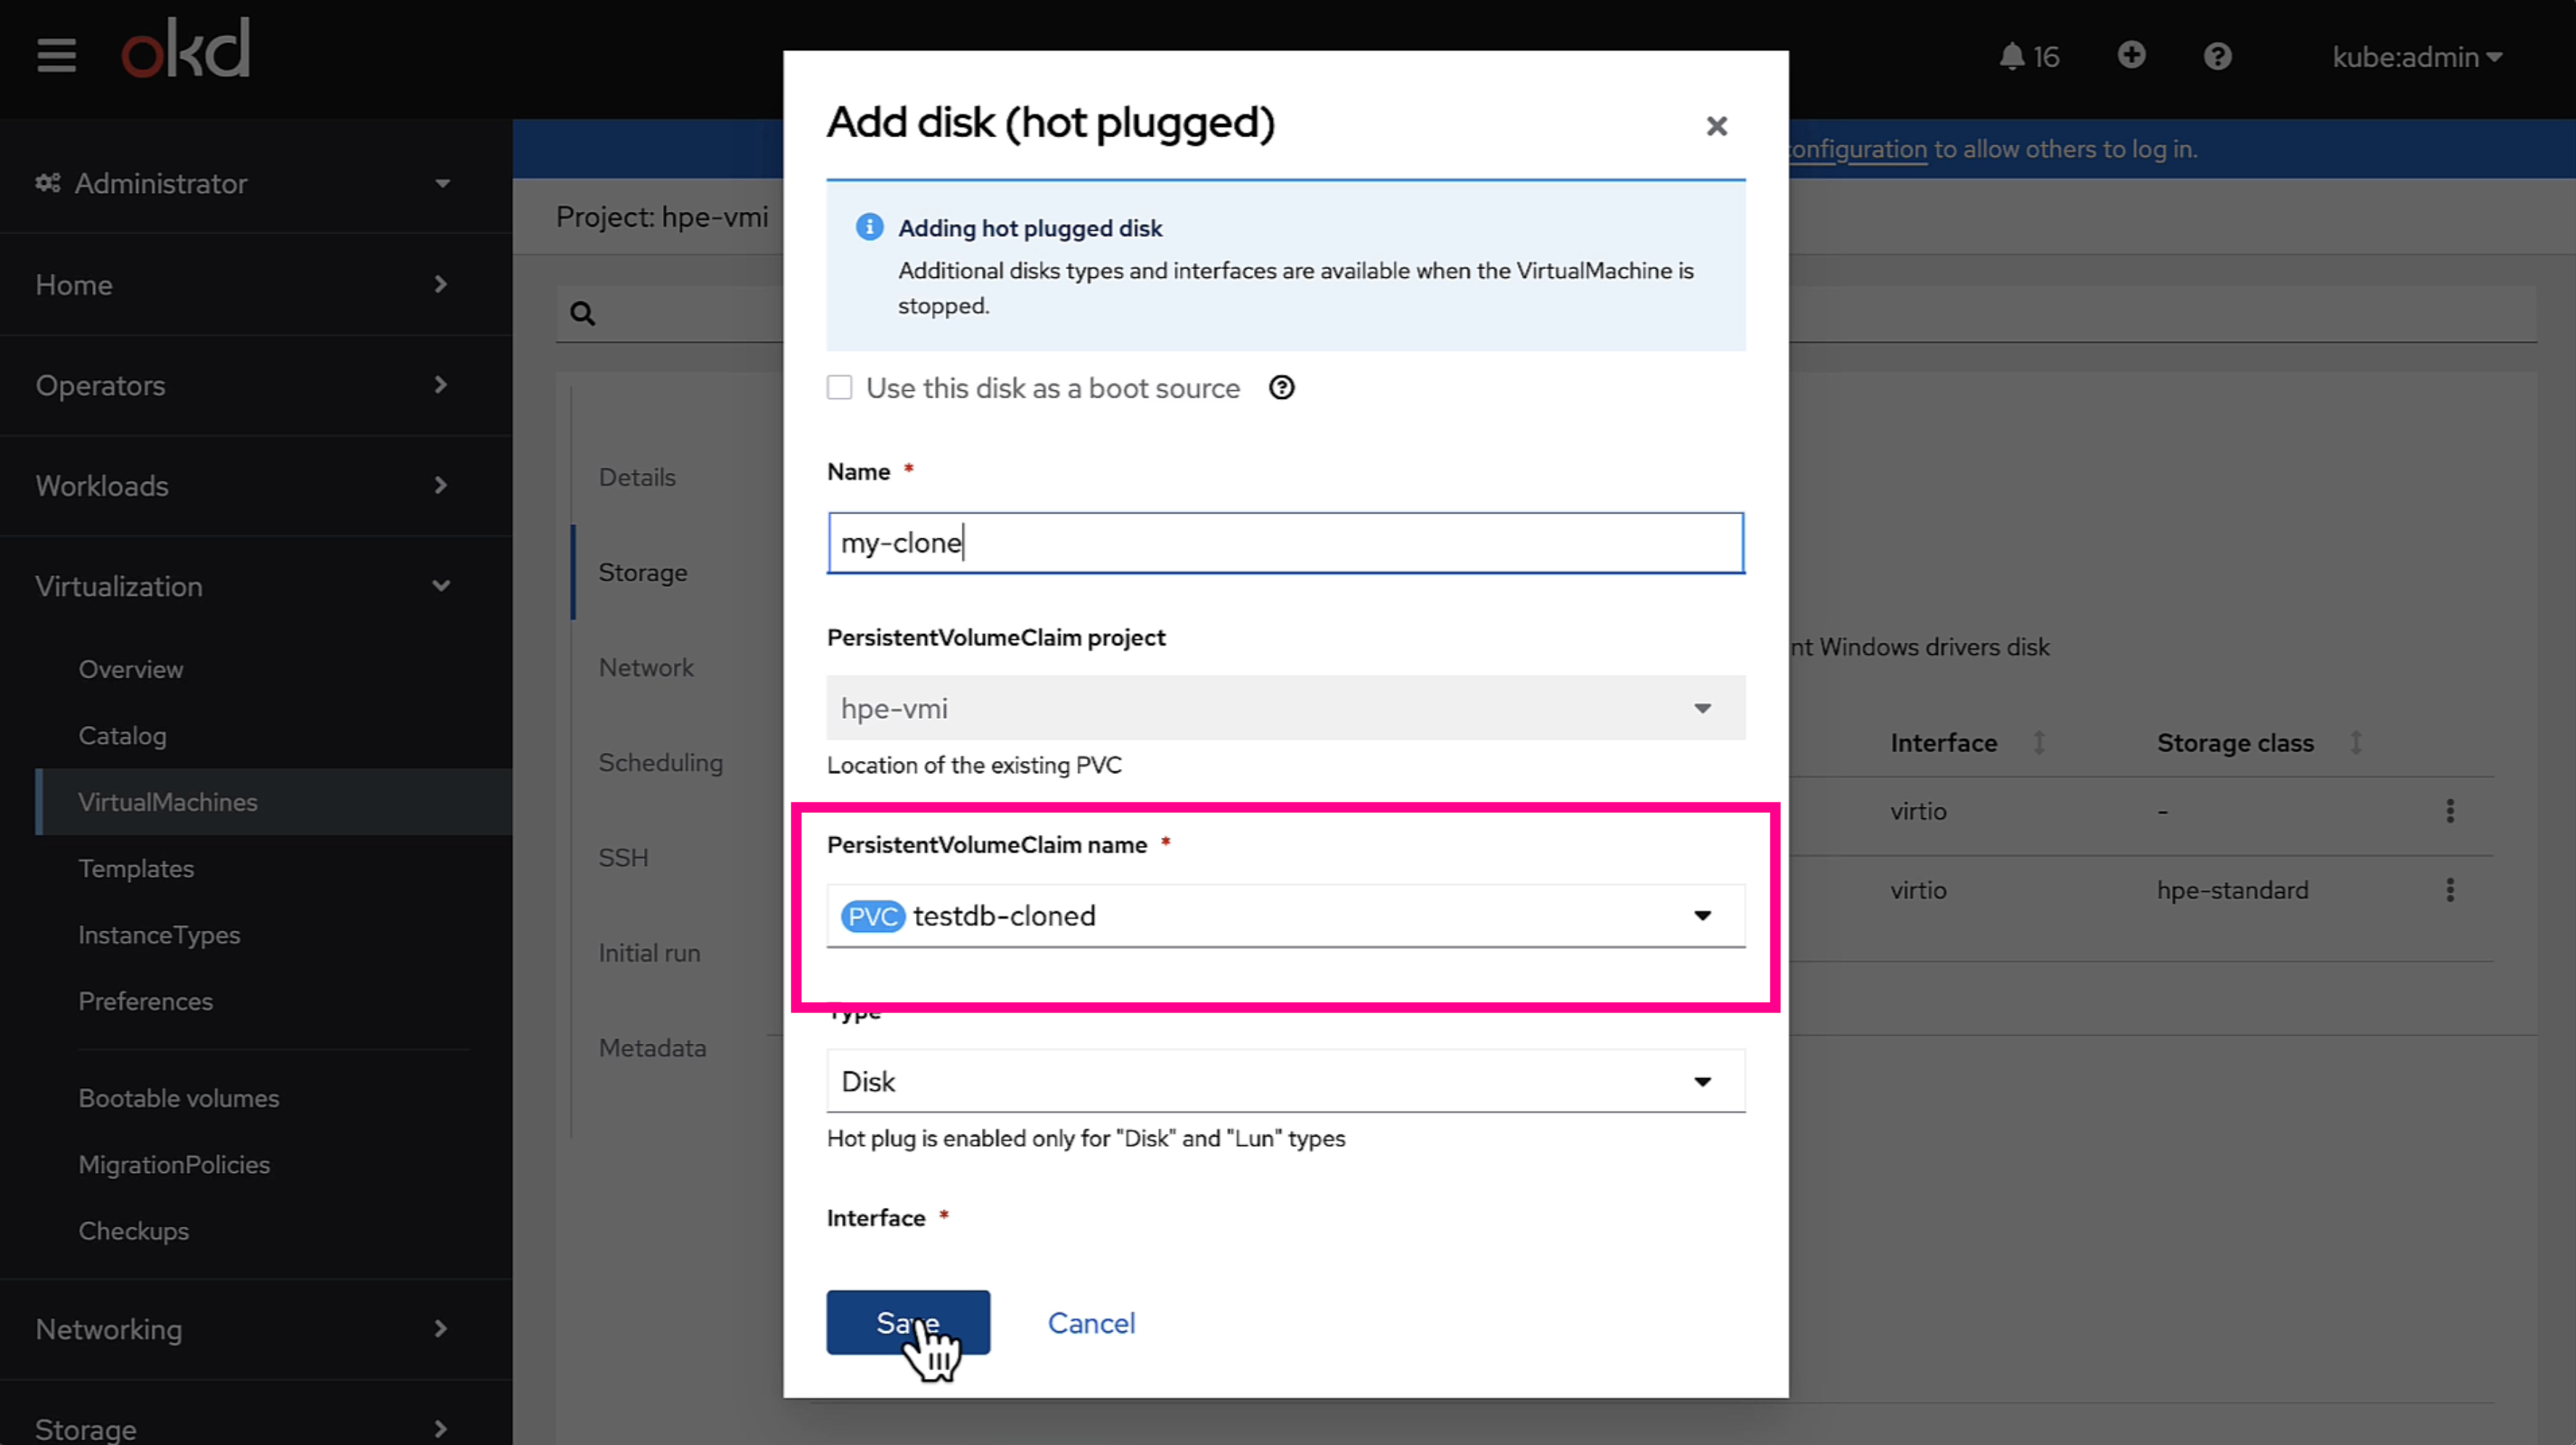 okd
16
kube:admin
Administrator
Home
Operators
Workloads
Virtualization
Overview
Catalog
VirtualMachines
Templates
InstanceTypes
Preferences
Bootable volumes
MigrationPolicies
Checkups
Networking
Storage
onfiguration to allow others to log in.
Project: hpe-vmi
Details
Storage
Network
Scheduling
SSH
Initial run
Metadata
Add disk (hot plugged)
Adding hot plugged disk
Additional disks types and interfaces are available when the VirtualMachine is
stopped.
Use this disk as a boot source
Name *
my-clone
PersistentVolumeClaim project
hpe-vmi
Location of the existing PVC
PersistentVolumeClaim name *
PVC testdb-cloned
Type
Disk
Hot plug is enabled only for "Disk" and "Lun" types
Interface *
Save
Cancel
nt Windows drivers disk
Interface Storage class
virtio -
virtio hpe-standard